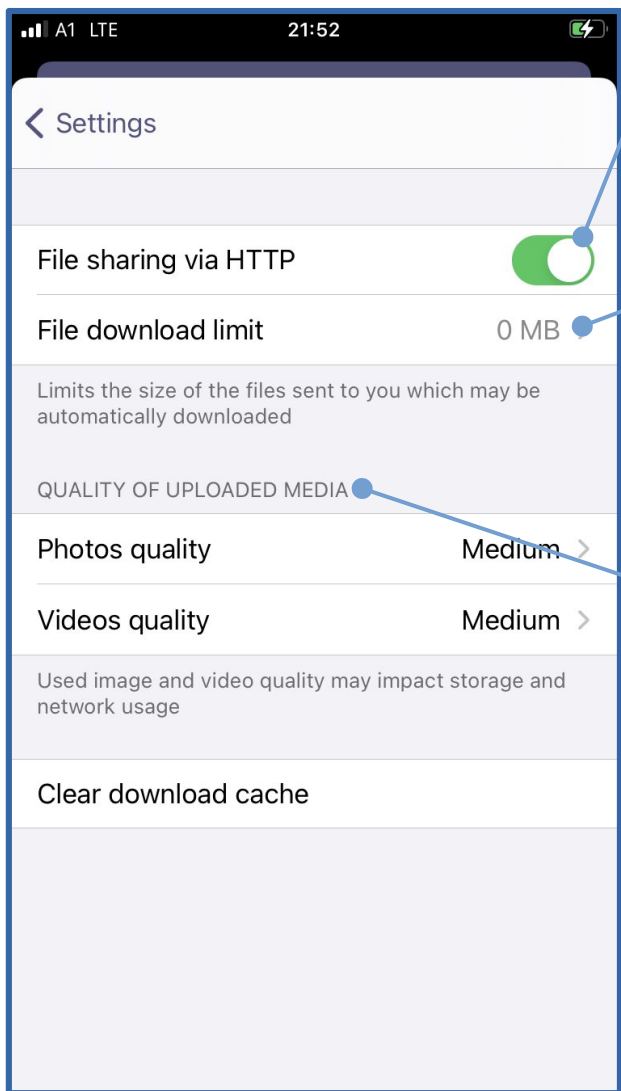 A1 LTE 21:52
Settings
File sharing via HTTP
File download limit 0 MB
Limits the size of the files sent to you which may be
automatically downloaded
QUALITY OF UPLOADED MEDIA
Photos quality Medium
Videos quality Medium
Used image and video quality may impact storage and
network usage
Clear download cache